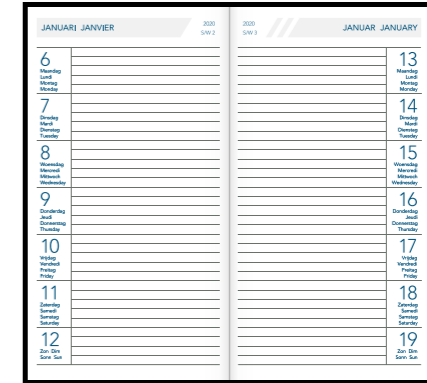 JANUARI JANVIER
2020
S/W 2
6
Maandag
Lundi
Montag
Monday
7
Dinsdag
Mardi
Dienstag
Tuesday
8
Woensdag
Mercredi
Mittwoch
Wednesday
9
Donderdag
Jeudi
Donnerstag
Thursday
10
Vrijdag
Vendredi
Freitag
Friday
11
Zaterdag
Samedi
Samstag
Saturday
12
Zon Dim
Sonn Sun
2020
S/W 3
JANUAR JANUARY
13
Maandag
Lundi
Montag
Monday
14
Dinsdag
Mardi
Dienstag
Tuesday
15
Woensdag
Mercredi
Mittwoch
Wednesday
16
Donderdag
Jeudi
Donnerstag
Thursday
17
Vrijdag
Vendredi
Freitag
Friday
18
Zaterdag
Samedi
Samstag
Saturday
19
Zon Dim
Sonn Sun